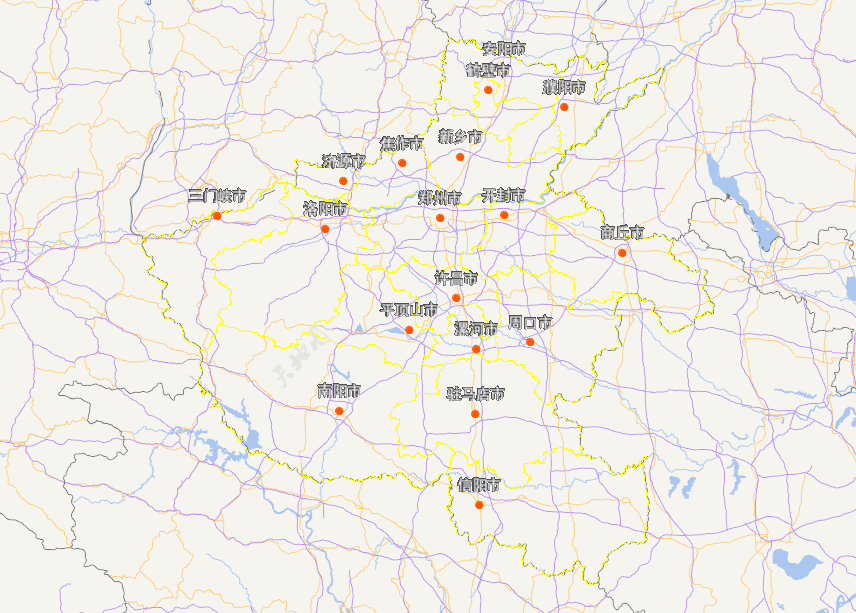 安阳市
鹤壁市
濮阳市
新乡市
焦作市
济源市
三门峡市
洛阳市
郑州市
开封市
商丘市
许昌市
平顶山市
漯河市
周口市
南阳市
驻马店市
信阳市
天地图